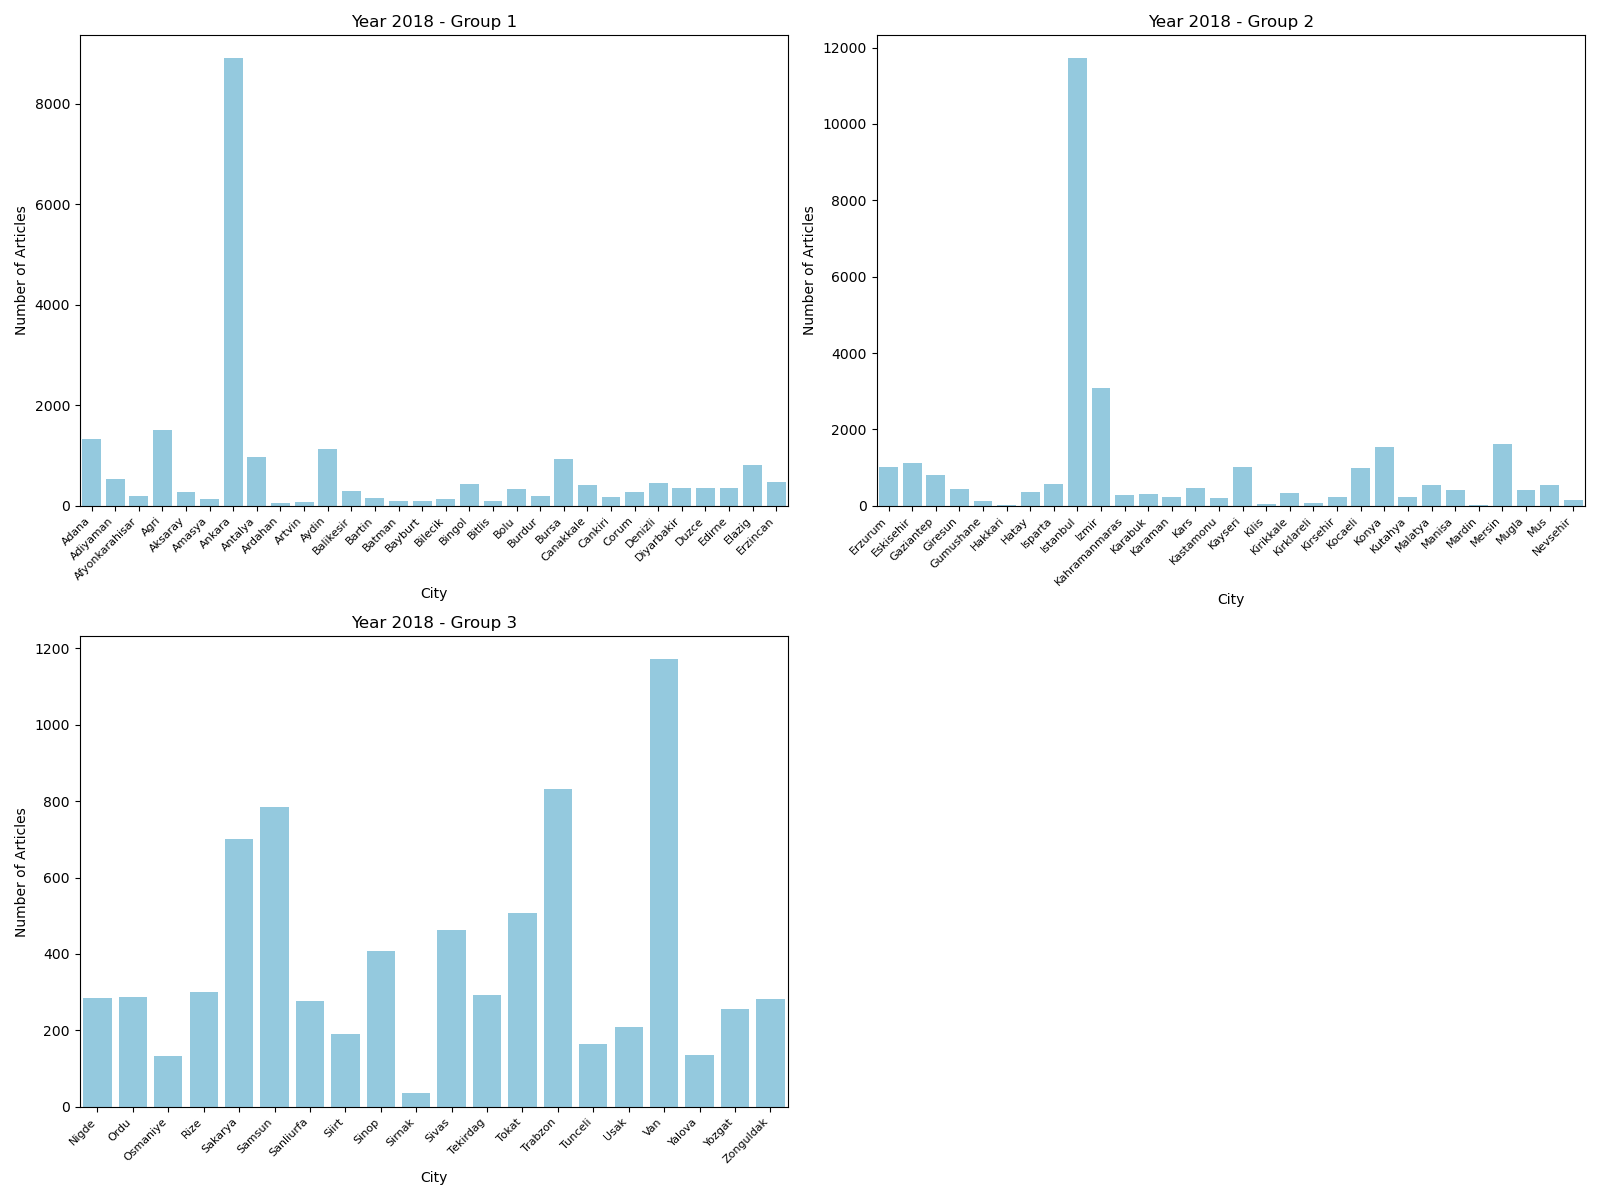 Year 2018 - Group 1
Number of Articles
8000
6000
4000
2000
0
Adana
Adiyaman
Afyonkarahisar
Agri
Aksaray
Amasya
Ankara
Antalya
Ardahan
Artvin
Aydin
Balikesir
Bartin
Batman
Bayburt
Bilecik
Bingol
Bitlis
Bolu
Burdur
Bursa
Canakkale
Cankiri
Corum
Denizli
Diyarbakir
Duzce
Edirne
Elazig
Erzincan
City
Year 2018 - Group 2
Number of Articles
12000
10000
8000
6000
4000
2000
0
Erzurum
Eskisehir
Gaziantep
Giresun
Gumushane
Hakkari
Hatay
Isparta
Istanbul
Izmir
Kahramanmaras
Karabuk
Karaman
Kars
Kastamonu
Kayseri
Kilis
Kirikkale
Kirklareli
Kirsehir
Kocaeli
Konya
Kutahya
Malatya
Manisa
Mardin
Mersin
Mugla
Mus
Nevsehir
City
Year 2018 - Group 3
Number of Articles
1200
1000
800
600
400
200
0
Nigde
Ordu
Osmaniye
Rize
Sakarya
Samsun
Sanliurfa
Siirt
Sinop
Sirnak
Sivas
Tekirdag
Tokat
Trabzon
Tunceli
Usak
Van
Yalova
Yozgat
Zonguldak
City